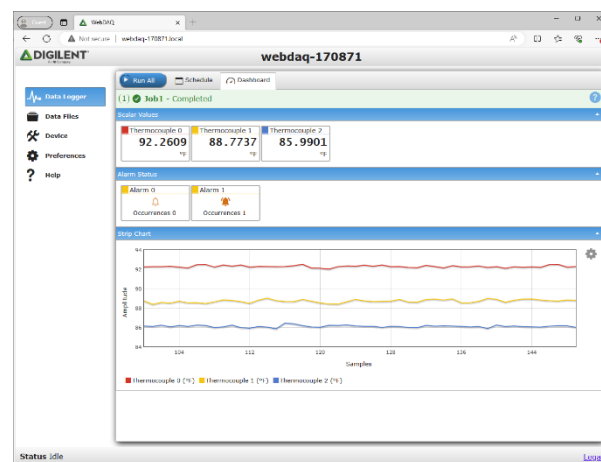 WebDAQ
Not secure | webdaq-170871.local
DIGILENT
webdaq-170871
Run All
Schedule
Dashboard
(1) Job1 - Completed
Data Logger
Data Files
Device
Preferences
Help
Scalar Values
Thermocouple 0
Thermocouple 1
Thermocouple 2
92.2609
88.7737
85.9901
°F
°F
°F
Alarm Status
Alarm 0
Alarm 1
Occurrences 0
Occurrences 1
Strip Chart
94
92
90
88
86
84
Amplitude
104
112
120
128
136
144
Samples
Thermocouple 0 (°F)
Thermocouple 1 (°F)
Thermocouple 2 (°F)
Status Idle